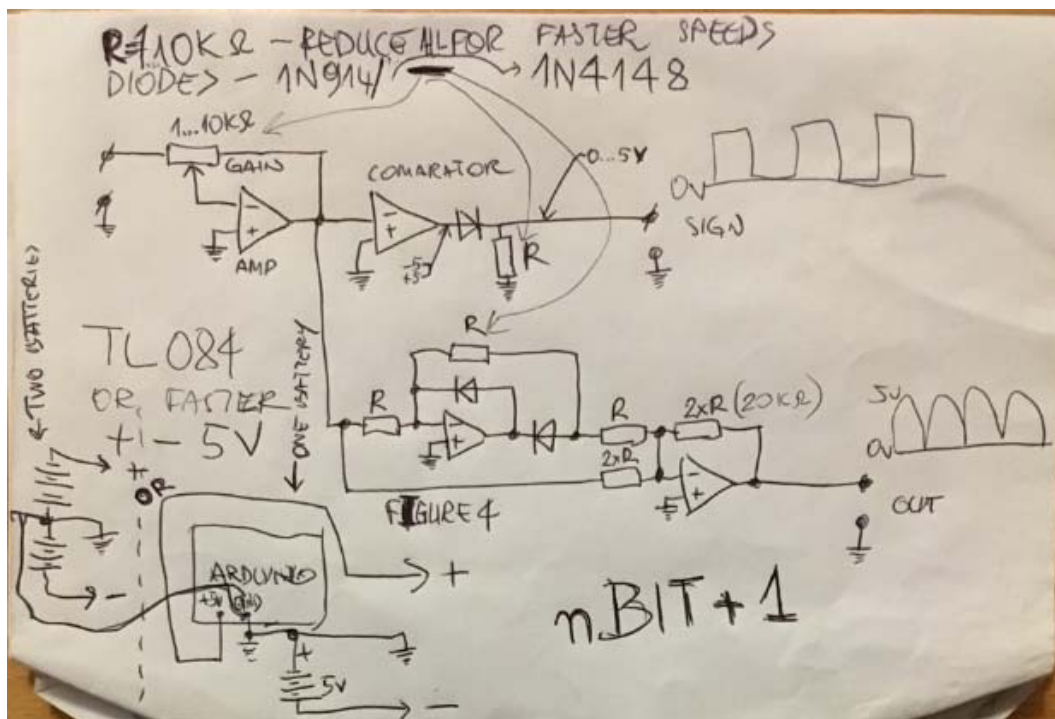 R=10KΩ - REDUCE ALL FOR FASTER SPEEDS
DIODES - 1N914/ 1N4148
1...10KΩ
GAIN
AMP
COMARATOR
-5
+5
0...5V
R
0V
SIGN
TWO BATTERIES
TL084
OR FASTER
+/- 5V
ONE BATTERY
+
OR
-
ARDUINO
+5V GND
+
5V
+
-
R
R
R
2xR
2xR (20KΩ)
FIGURE 4
5V
0V
OUT
nBIT+1